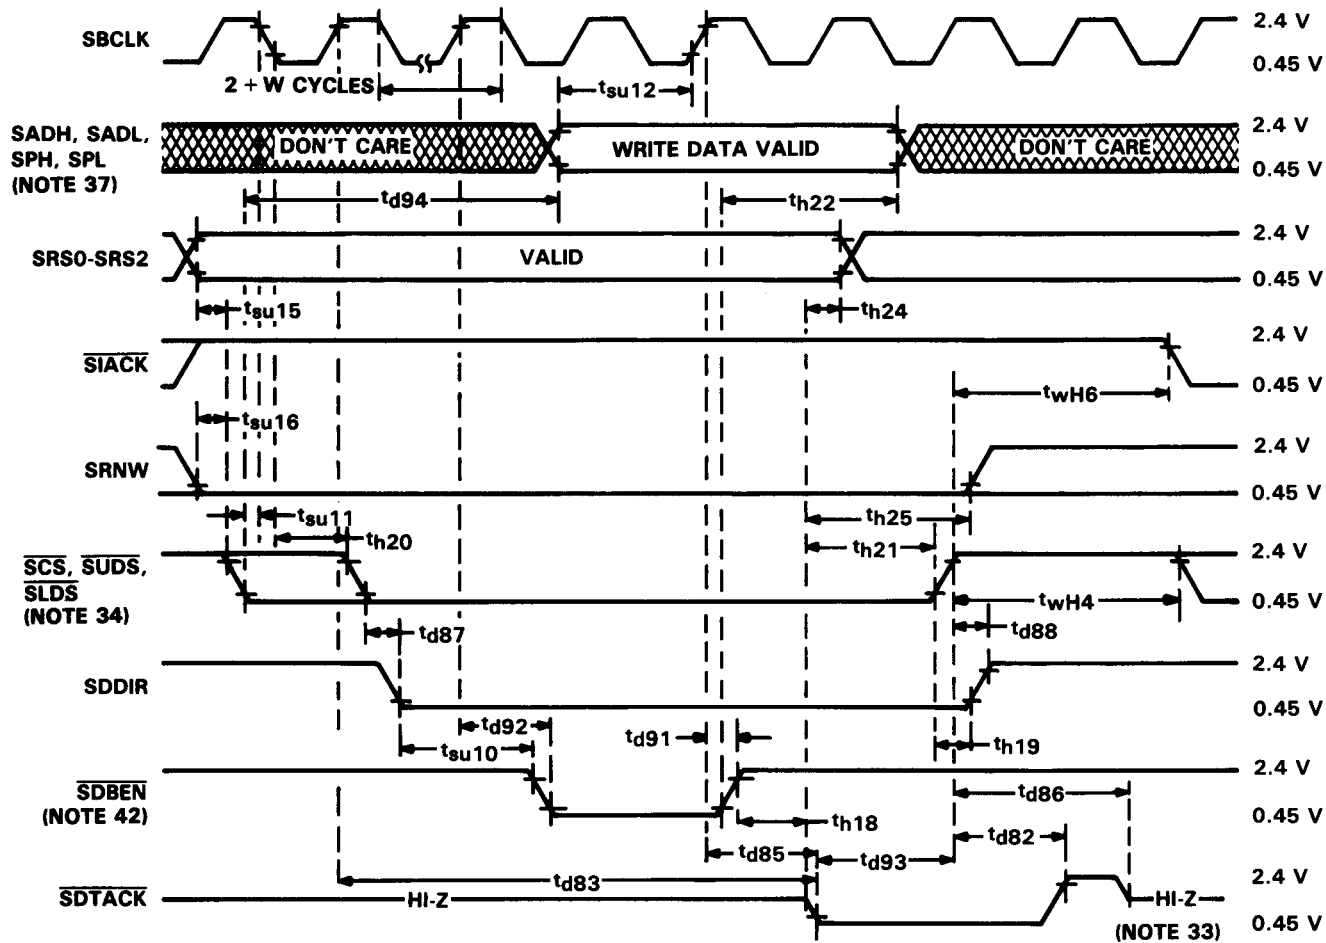 SBCLK
2.4 V
0.45 V
2 + W CYCLES
tsu12
SADH, SADL,
SPH, SPL
(NOTE 37)
DON'T CARE
WRITE DATA VALID
DON'T CARE
2.4 V
0.45 V
td94
th22
SRS0-SRS2
VALID
2.4 V
0.45 V
tsu15
th24
SIACK
2.4 V
0.45 V
twH6
tsu16
SRNW
2.4 V
0.45 V
tsu11
th25
th20
th21
SCS, SUDS,
SLDS
(NOTE 34)
2.4 V
0.45 V
twH4
td87
td88
SDDIR
2.4 V
0.45 V
td92
td91
tsu10
th19
SDBEN
(NOTE 42)
2.4 V
0.45 V
td86
th18
td82
td85
td93
td83
SDTACK
HI-Z
HI-Z
(NOTE 33)
2.4 V
0.45 V